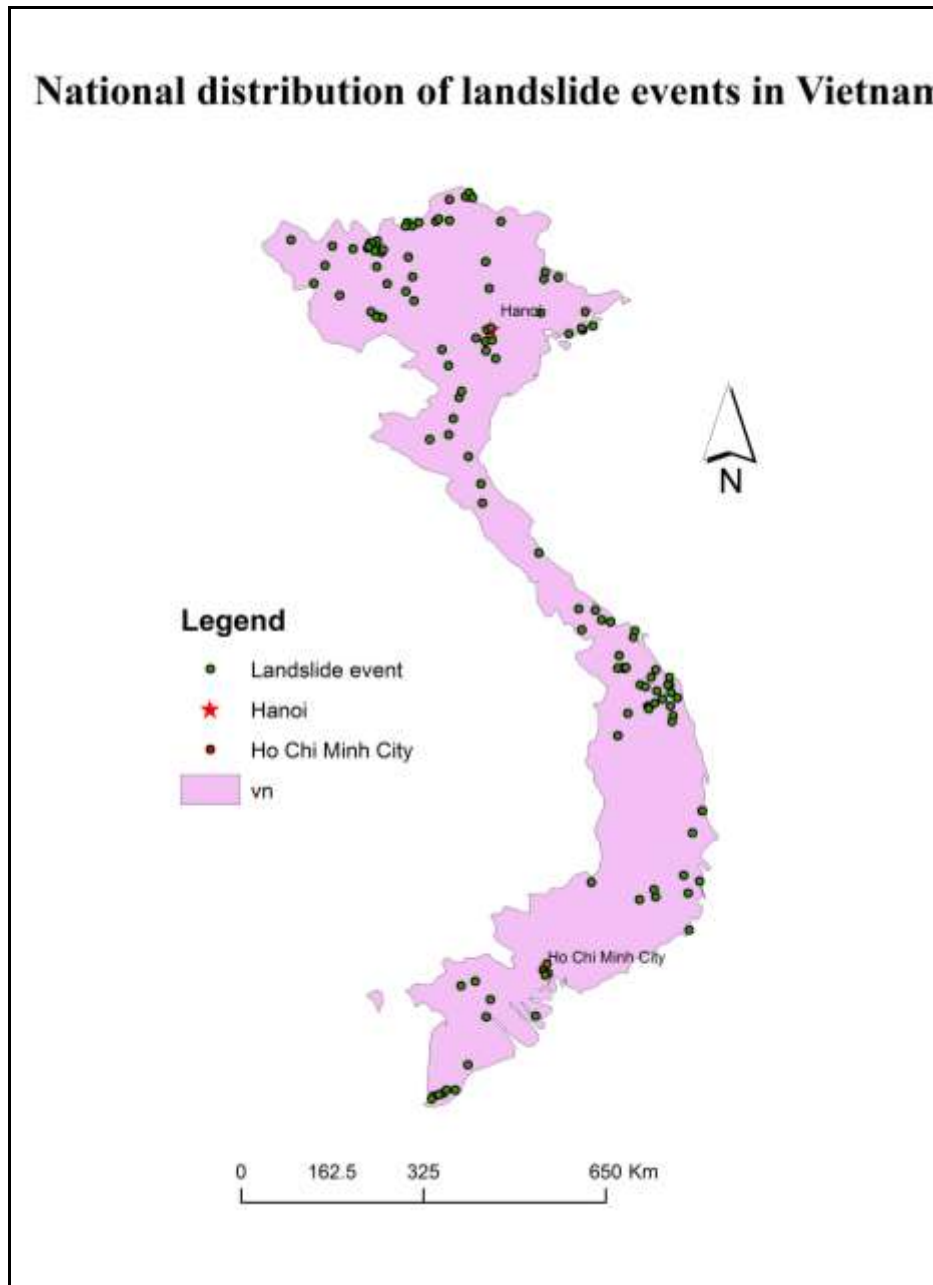 National distribution of landslide events in Vietnam
Hanoi
N
Legend
Landslide event
Hanoi
Ho Chi Minh City
vn
Ho Chi Minh City
0 162.5 325 650 Km